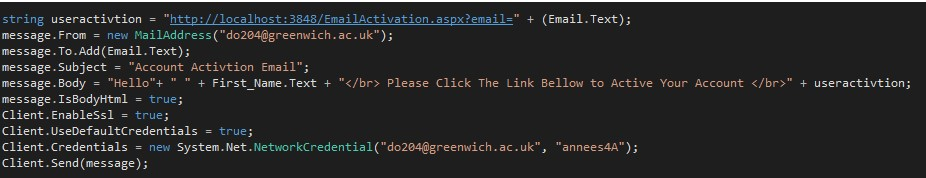 string useractivtion = "http://localhost:3848/EmailActivation.aspx?email=" + (Email.Text);
message.From = new MailAddress("do204@greenwich.ac.uk");
message.To.Add(Email.Text);
message.Subject = "Account Activtion Email";
message.Body = "Hello"+ " " + First_Name.Text + "</br> Please Click The Link Bellow to Active Your Account </br>" + useractivtion;
message.IsBodyHtml = true;
Client.EnableSsl = true;
Client.UseDefaultCredentials = true;
Client.Credentials = new System.Net.NetworkCredential("do204@greenwich.ac.uk", "annees4A");
Client.Send(message);